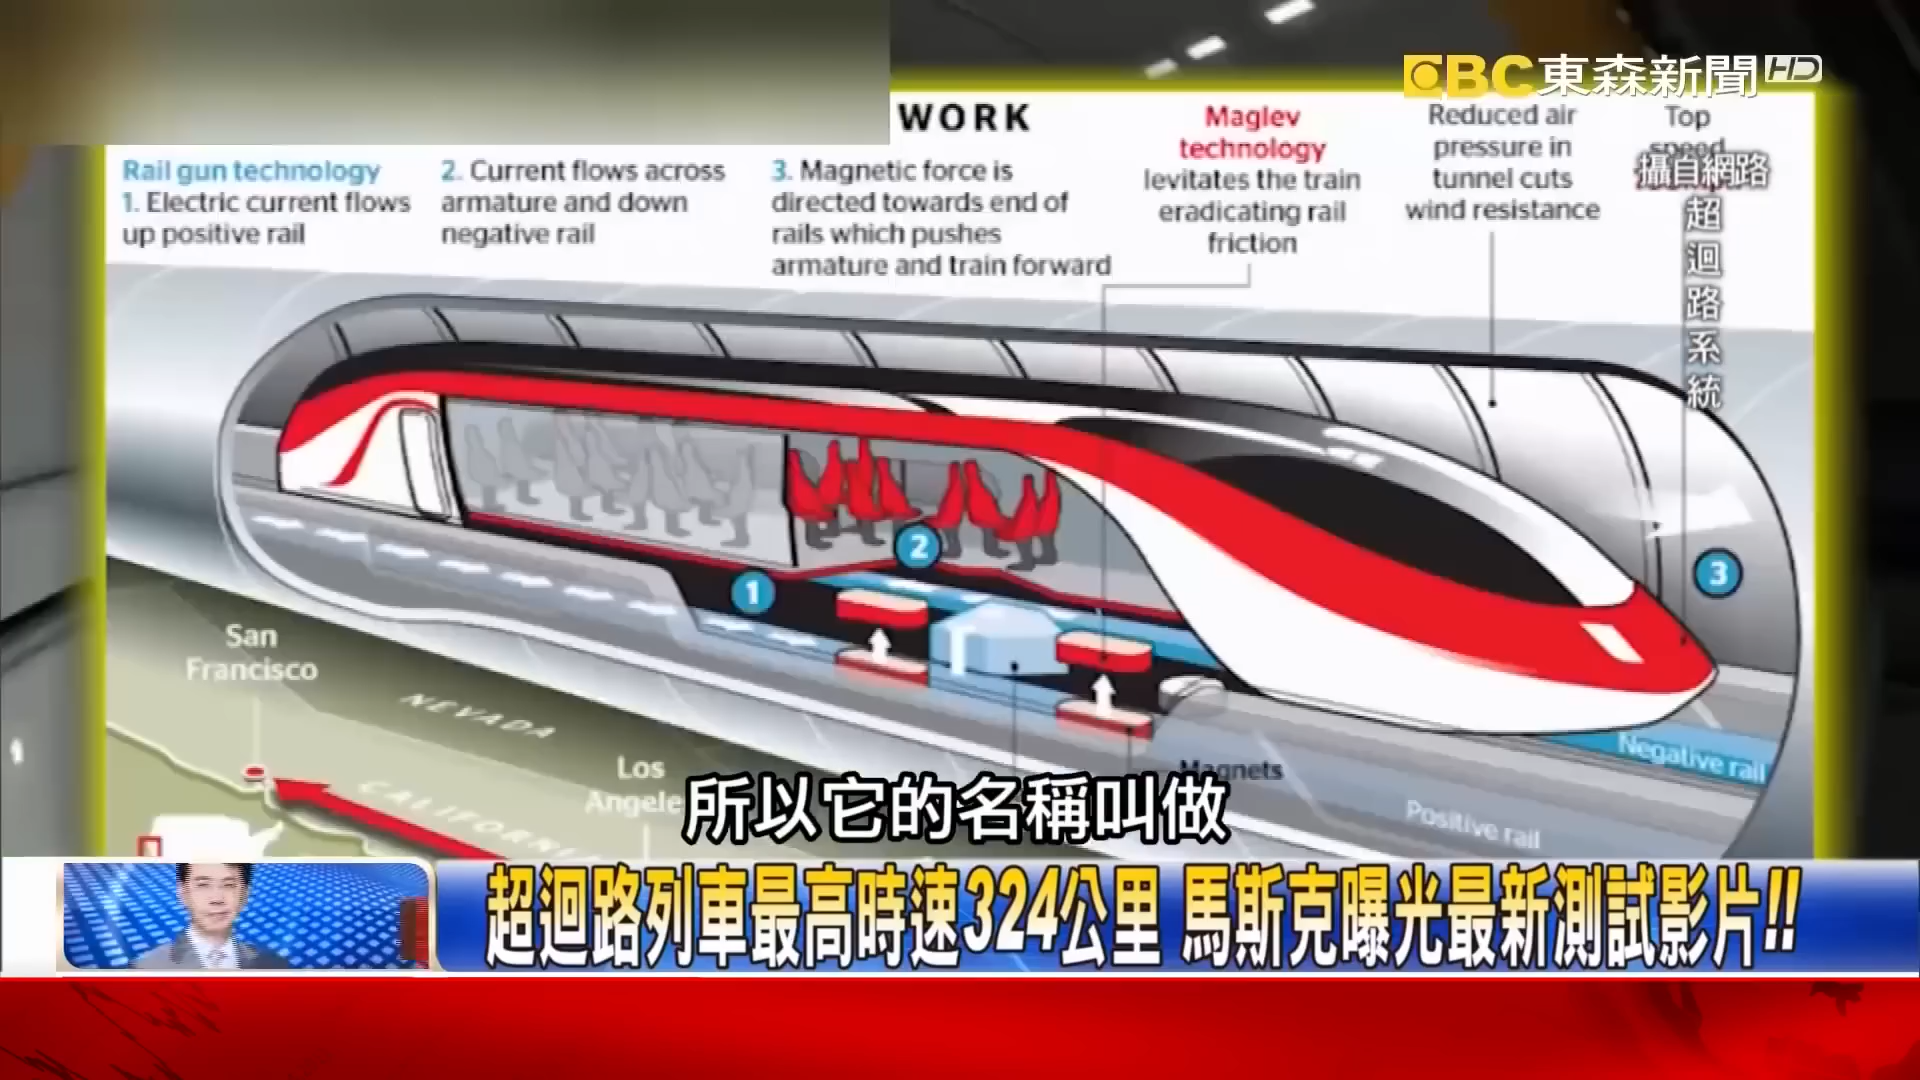 EBC東森新聞HD
WORK
Rail gun technology
1. Electric current flows
up positive rail
2. Current flows across
armature and down
negative rail
3. Magnetic force is
directed towards end of
rails which pushes
armature and train forward
Maglev
technology
levitates the train
eradicating rail
friction
Reduced air
pressure in
tunnel cuts
wind resistance
Top
speed
攝自網路
超迴路系統
1
2
3
San
Francisco
NEVADA
CALIFORNI
Los
Angele
Magnets
Negative rail
Positive rail
所以它的名稱叫做
超迴路列車最高時速324公里 馬斯克曝光最新測試影片!!